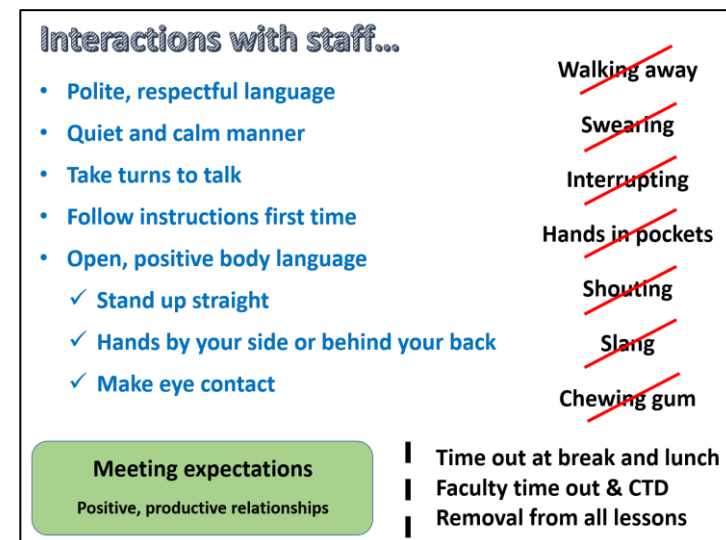 Interactions with staff...
• Polite, respectful language
• Quiet and calm manner
• Take turns to talk
• Follow instructions first time
• Open, positive body language
✓ Stand up straight
✓ Hands by your side or behind your back
✓ Make eye contact
Walking away
Swearing
Interrupting
Hands in pockets
Shouting
Slang
Chewing gum
Meeting expectations
Positive, productive relationships
Time out at break and lunch
Faculty time out & CTD
Removal from all lessons